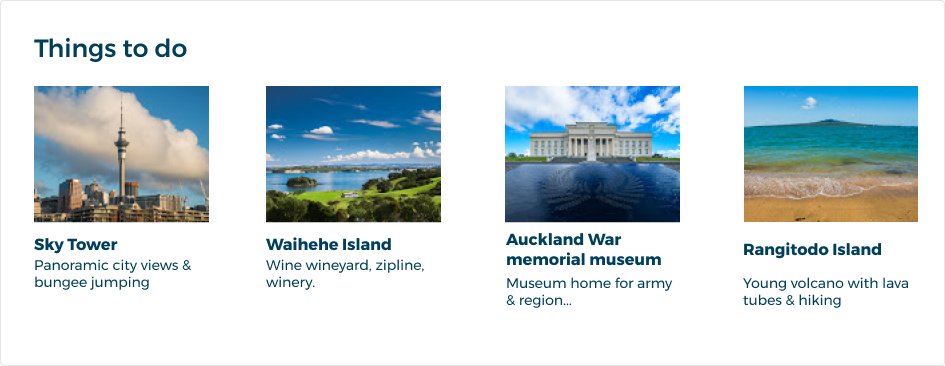 Things to do
Sky Tower
Panoramic city views &
bungee jumping
Waihehe Island
Wine wineyard, zipline,
winery.
Auckland War
memorial museum
Museum home for army
& region...
Rangitodo Island
Young volcano with lava
tubes & hiking